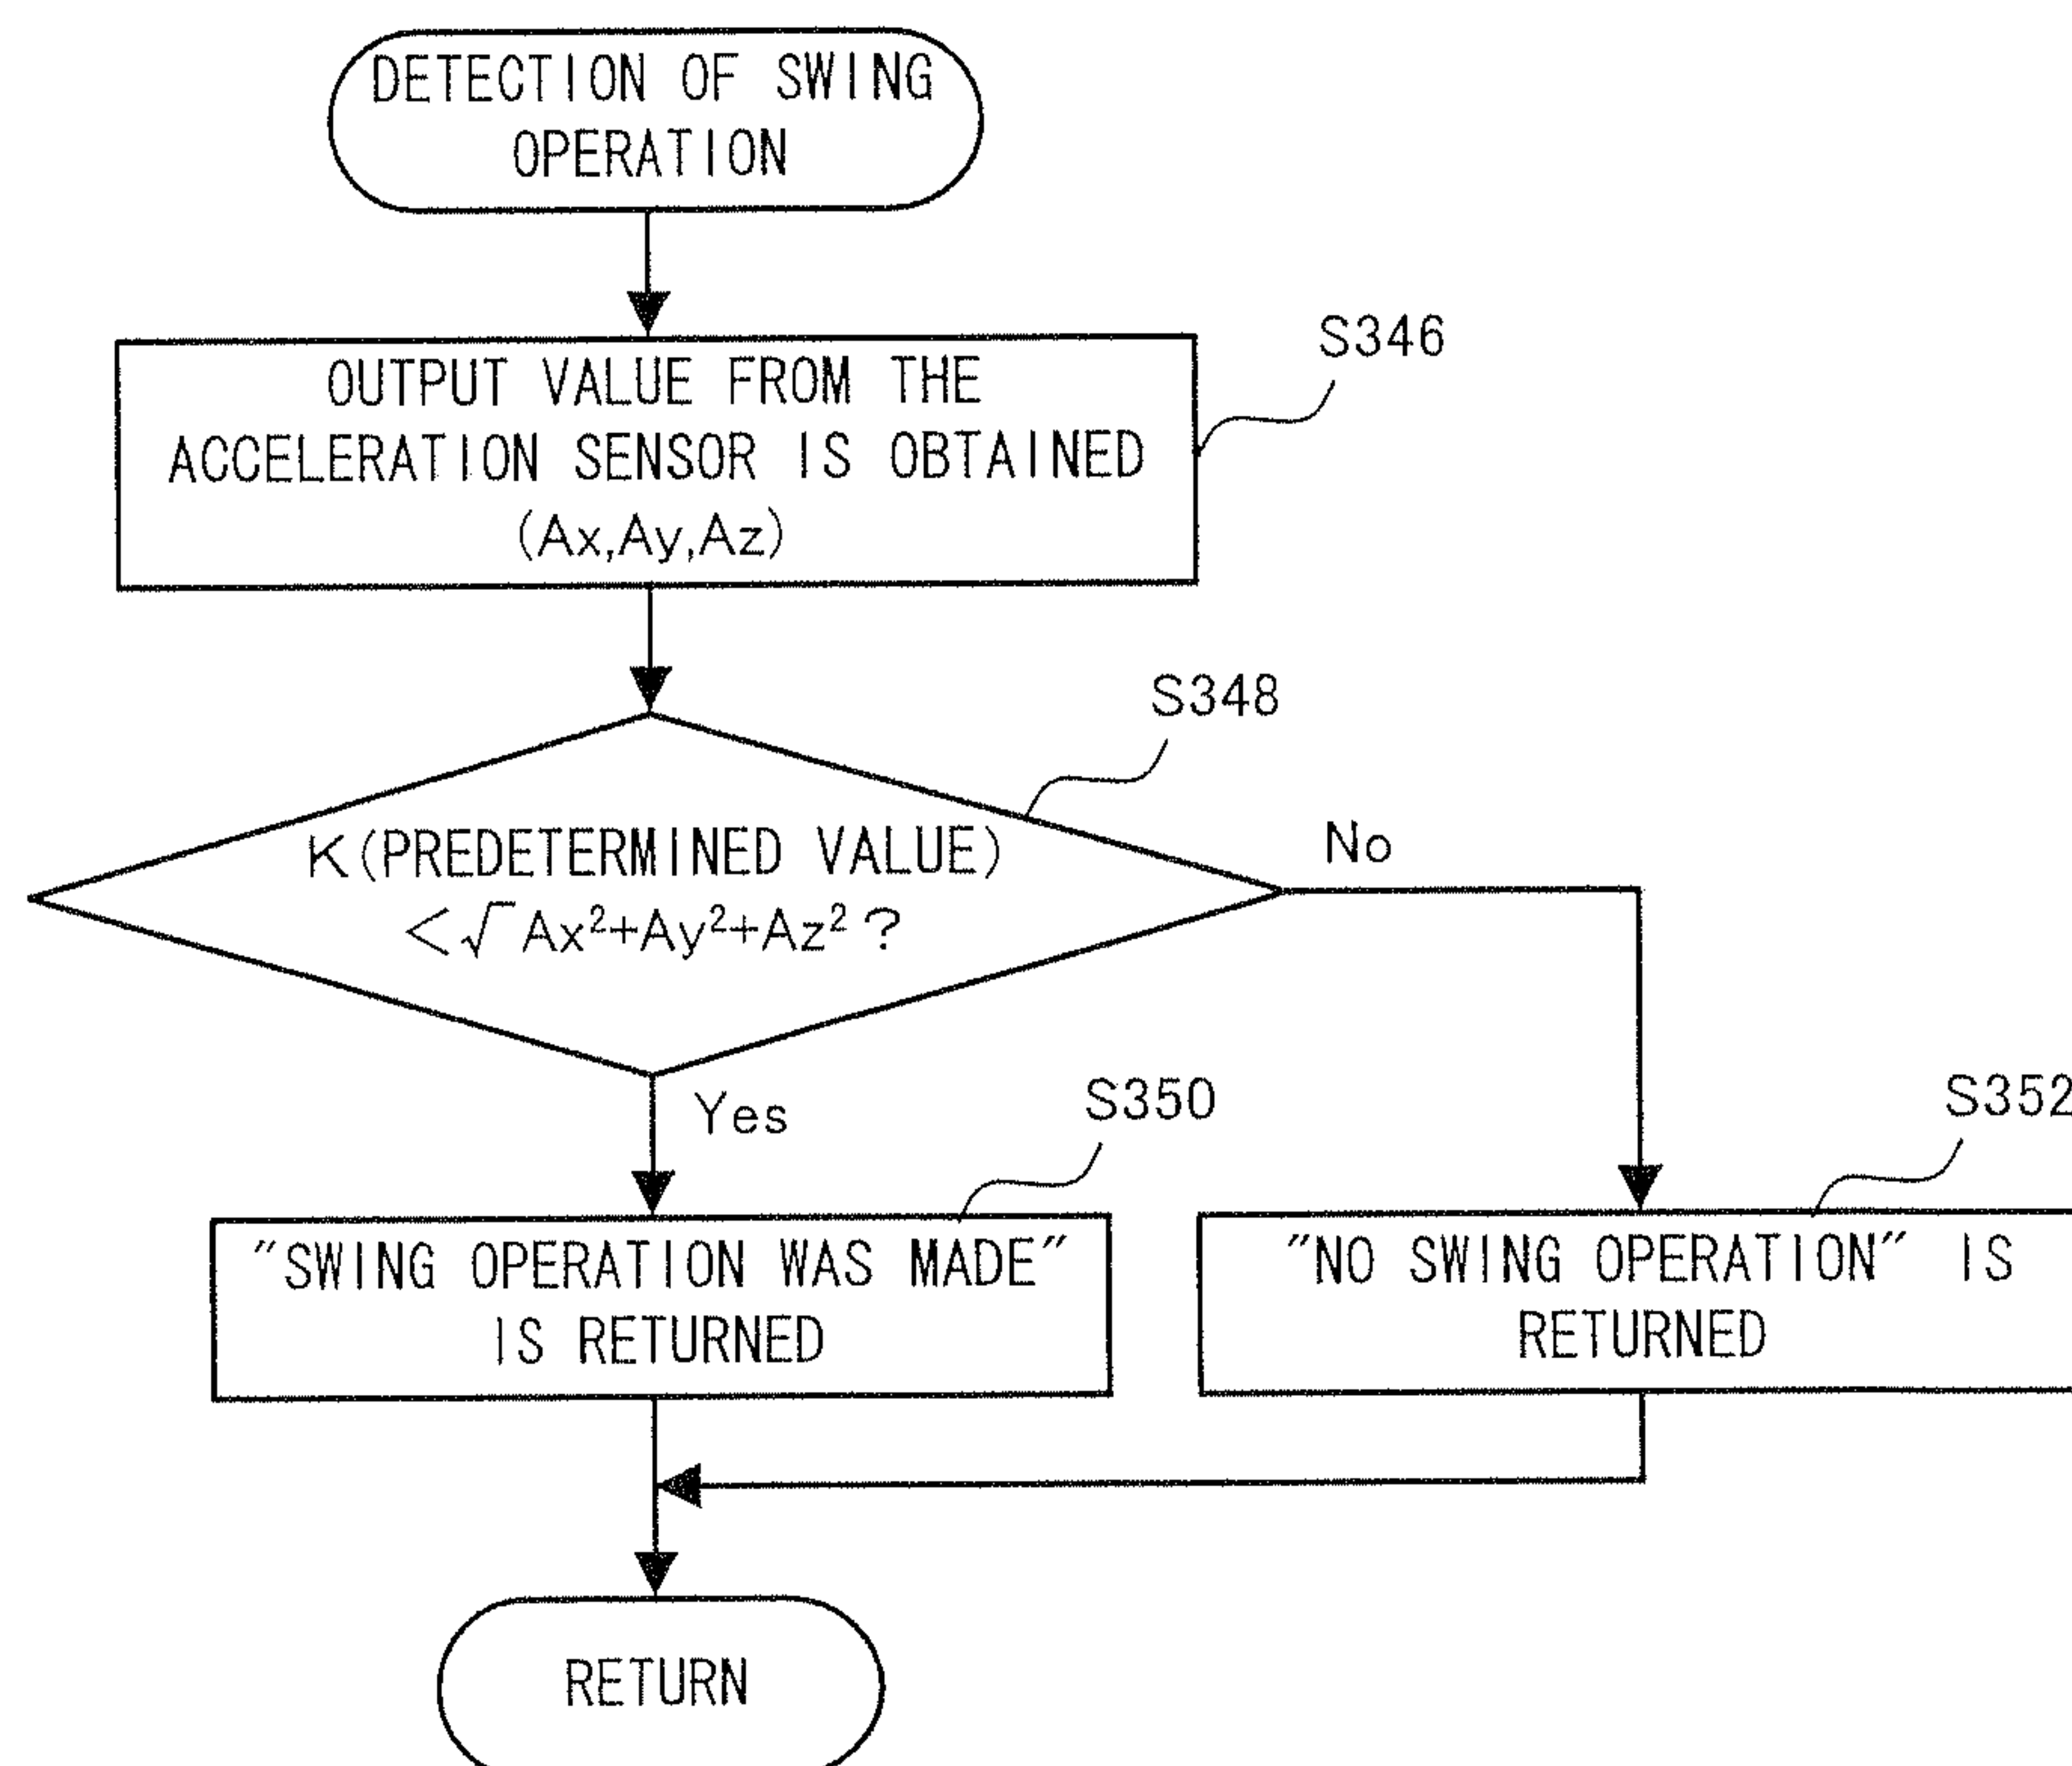 DETECTION OF SWING
OPERATION
S346
OUTPUT VALUE FROM THE
ACCELERATION SENSOR IS OBTAINED
(Ax,Ay,Az)
S348
K(PREDETERMINED VALUE)
<√Ax²+Ay²+Az²?
No
Yes
S350
S352
"SWING OPERATION WAS MADE"
IS RETURNED
"NO SWING OPERATION" IS
RETURNED
RETURN